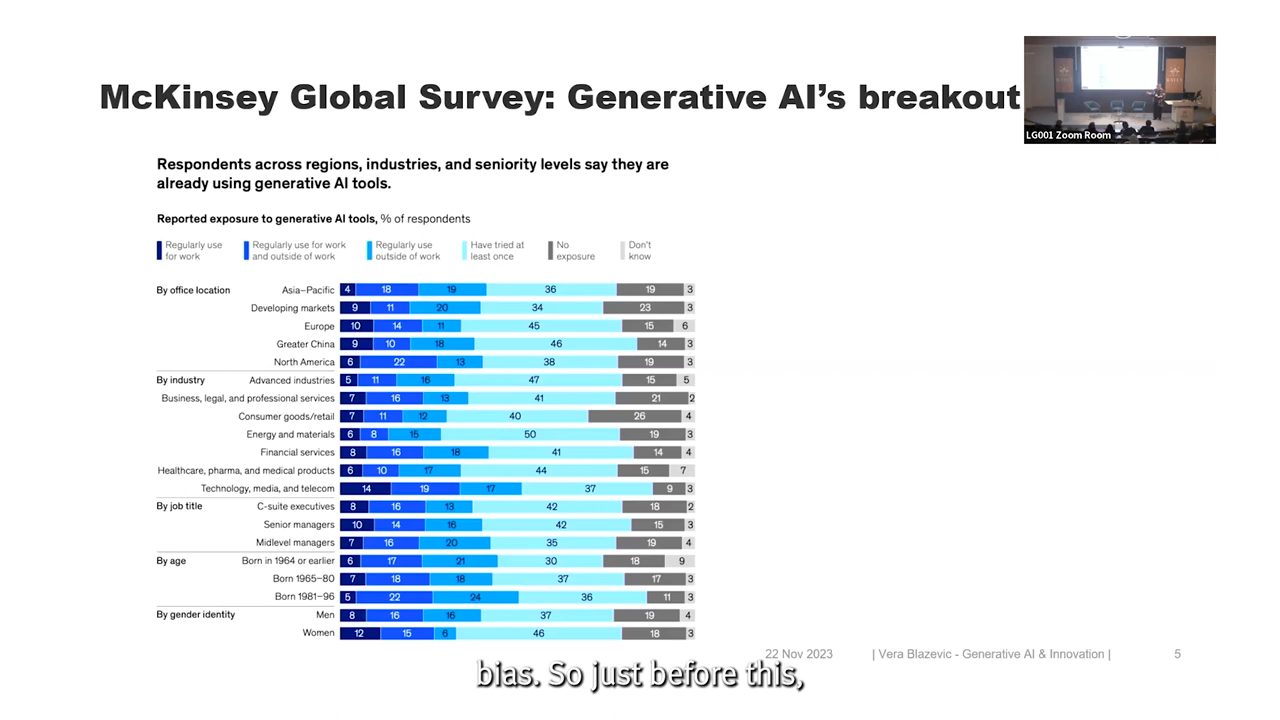 McKinsey Global Survey: Generative AI's breakout
LG001 Zoom Room
Respondents across regions, industries, and seniority levels say they are
already using generative AI tools.
Reported exposure to generative AI tools, % of respondents
Regularly use for work
Regularly use for work and outside of work
Regularly use outside of work
Have tried at least once
No exposure
Don't know
By office location Asia–Pacific 4 18 19 36 19 3
Developing markets 9 11 20 34 23 3
Europe 10 14 11 45 15 6
Greater China 9 10 18 46 14 3
North America 6 22 13 38 19 3
By industry Advanced industries 5 11 16 47 15 5
Business, legal, and professional services 7 16 13 41 21 2
Consumer goods/retail 7 11 12 40 26 4
Energy and materials 6 8 15 50 19 3
Financial services 8 16 18 41 14 4
Healthcare, pharma, and medical products 6 10 17 44 15 7
Technology, media, and telecom 14 19 17 37 9 3
By job title C-suite executives 8 16 13 42 18 2
Senior managers 10 14 16 42 15 3
Midlevel managers 7 16 20 35 19 4
By age Born in 1964 or earlier 6 17 21 30 18 9
Born 1965–80 7 18 18 37 17 3
Born 1981–96 5 22 24 36 11 3
By gender identity Men 8 16 16 37 19 4
Women 12 15 6 46 18 3
22 Nov 2023 | Vera Blazevic - Generative AI & Innovation | 5
bias. So just before this,